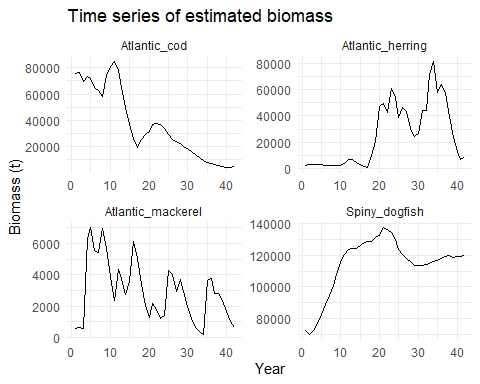 Time series of estimated biomass
Atlantic_cod
Atlantic_herring
80000
60000
40000
20000
0 10 20 30 40
80000
60000
40000
20000
0
0 10 20 30 40
Atlantic_mackerel
Spiny_dogfish
6000
4000
2000
0
0 10 20 30 40
140000
120000
100000
80000
0 10 20 30 40
Biomass (t)
Year